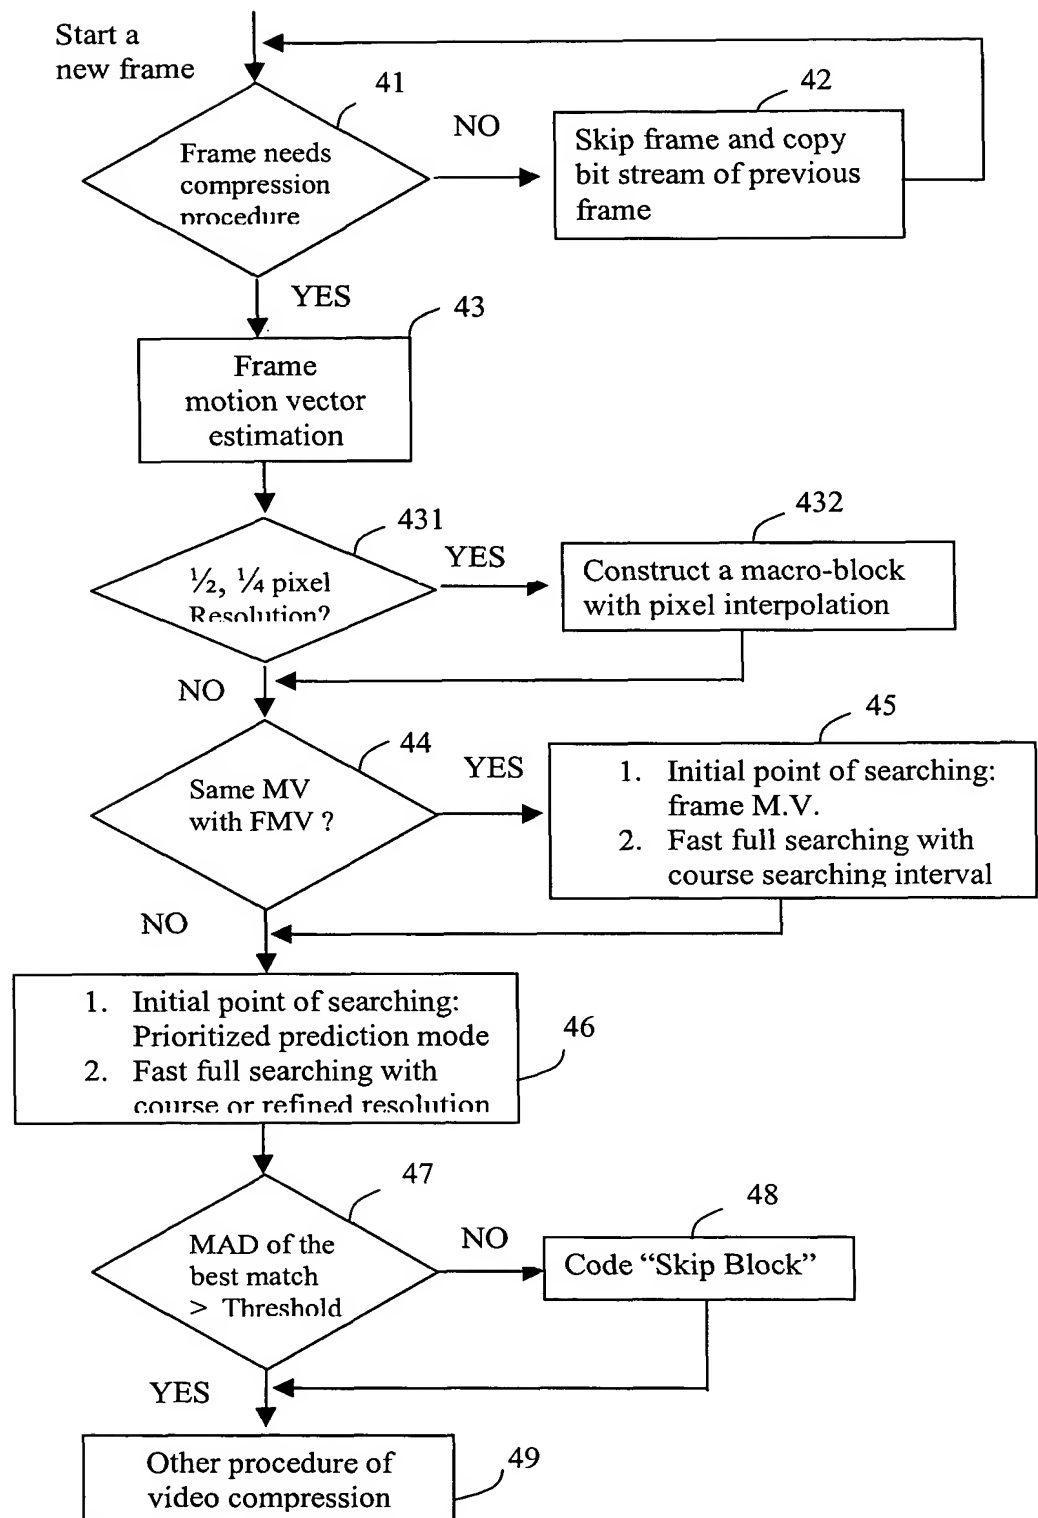 Start a
new frame
41
Frame needs
compression
procedure
NO
42
Skip frame and copy
bit stream of previous
frame
YES
43
Frame
motion vector
estimation
431
½, ¼ pixel
Resolution?
YES
432
Construct a macro-block
with pixel interpolation
NO
44
Same MV
with FMV ?
YES
45
1. Initial point of searching:
frame M.V.
2. Fast full searching with
course searching interval
NO
1. Initial point of searching:
Prioritized prediction mode
2. Fast full searching with
course or refined resolution
46
47
MAD of the
best match
> Threshold
NO
48
Code “Skip Block”
YES
Other procedure of
video compression
49